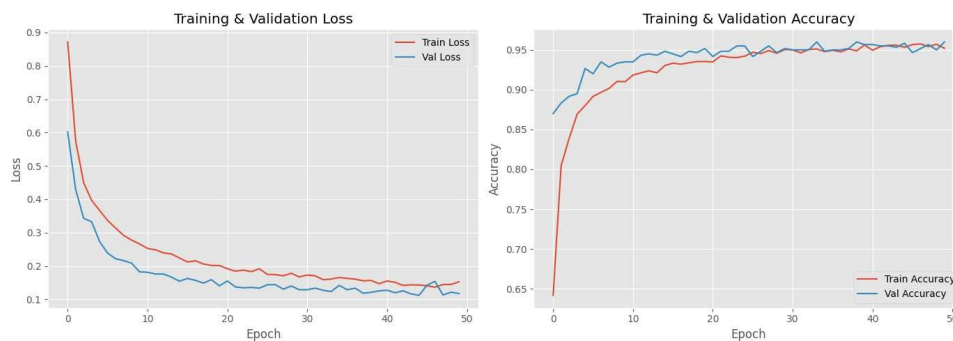 Training & Validation Loss
0.9
0.8
0.7
0.6
0.5
0.4
0.3
0.2
0.1
Loss
Train Loss
Val Loss
0
10
20
30
40
50
Epoch
Training & Validation Accuracy
0.95
0.90
0.85
0.80
0.75
0.70
0.65
Accuracy
Train Accuracy
Val Accuracy
0
10
20
30
40
50
Epoch